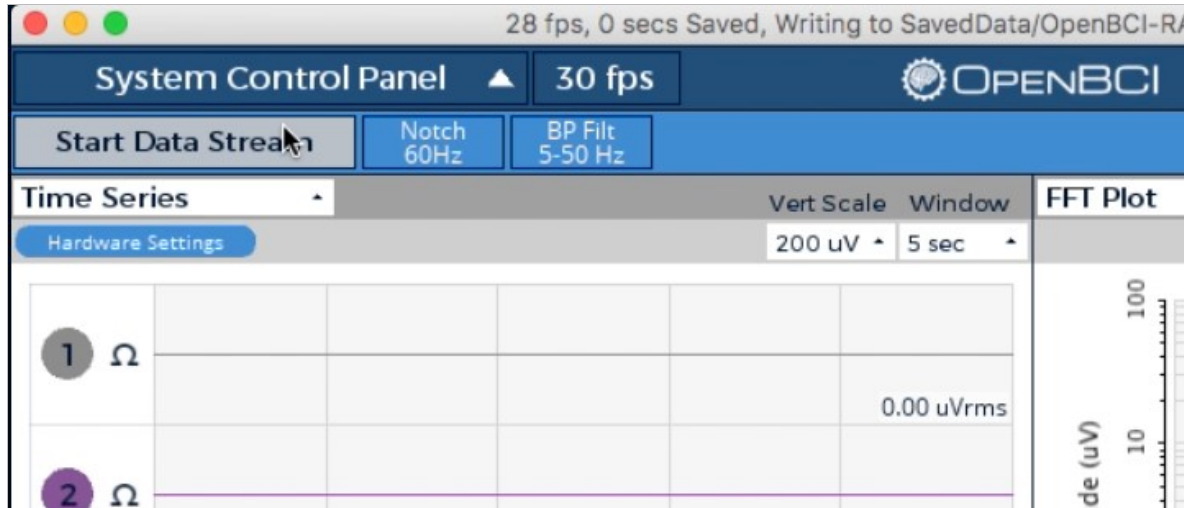 28 fps, 0 secs Saved, Writing to SavedData/OpenBCI-RA
System Control Panel 30 fps OPENBCI
Start Data Stream Notch 60Hz BP Filt 5-50 Hz
Time Series Vert Scale Window FFT Plot
Hardware Settings 200 uV 5 sec
100
1 Ω
0.00 uVrms
10
de (uV)
2 Ω